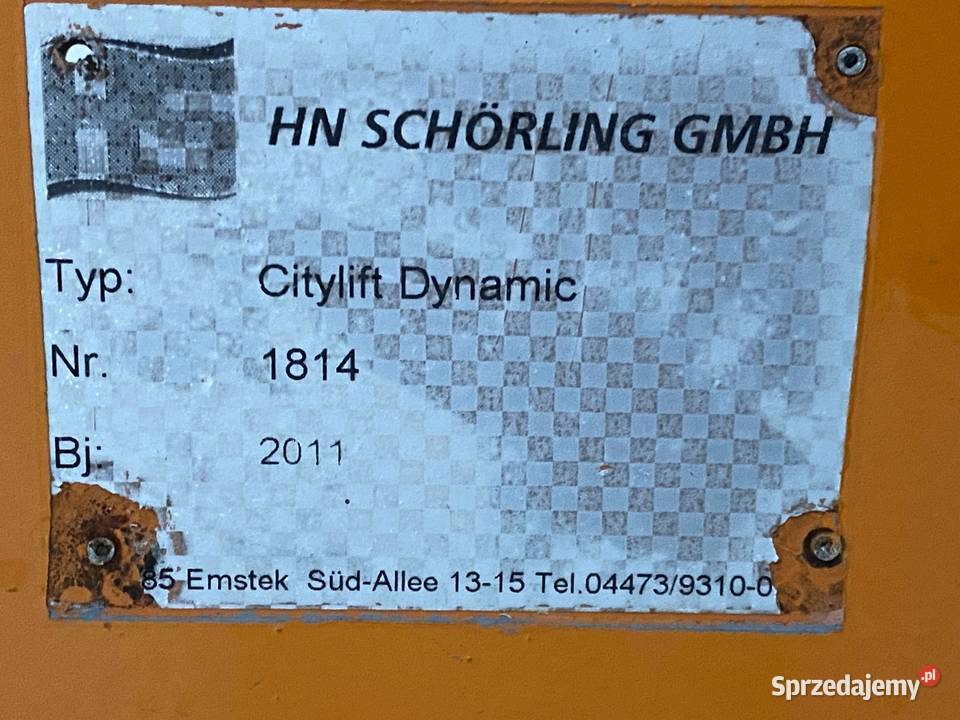 HN SCHÖRLING GMBH
Typ: Citylift Dynamic
Nr. 1814
Bj: 2011
85 Emstek Süd-Allee 13-15 Tel.04473/9310-0
Sprzedajemy.pl